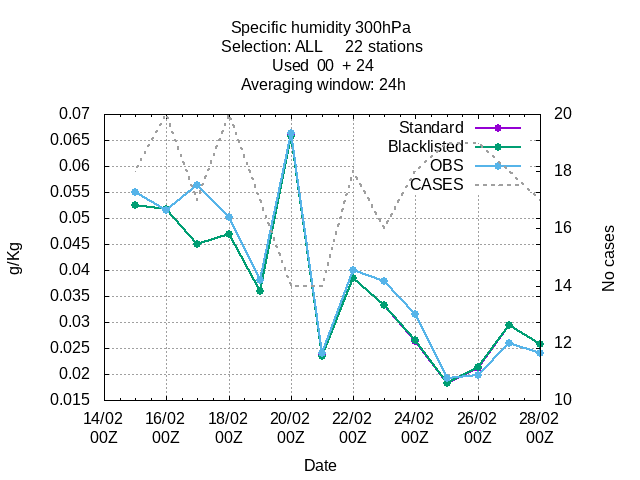 Specific humidity 300hPa
Selection: ALL     22 stations
Used  00  + 24
Averaging window: 24h
Standard
Blacklisted
OBS
CASES
0.07
0.065
0.06
0.055
0.05
0.045
0.04
0.035
0.03
0.025
0.02
0.015
20
18
16
14
12
10
g/Kg
No cases
14/02 16/02 18/02 20/02 22/02 24/02 26/02 28/02
00Z 00Z 00Z 00Z 00Z 00Z 00Z 00Z
Date